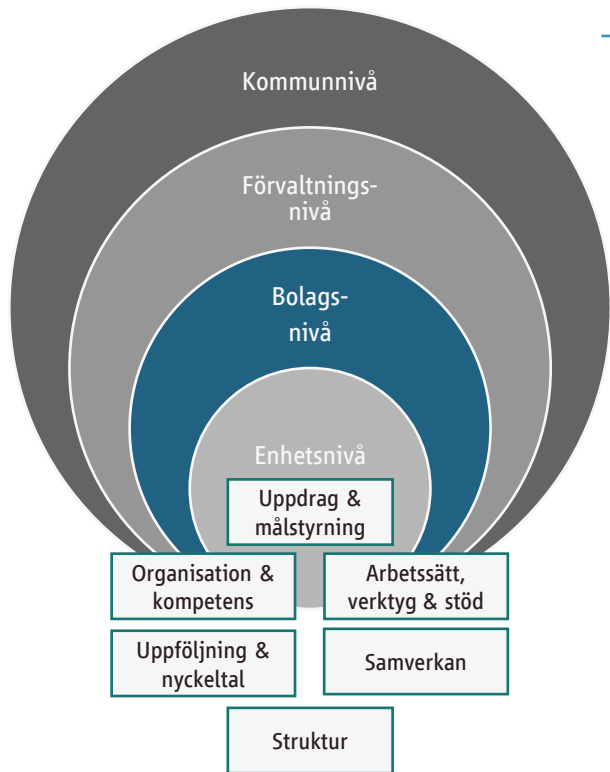 Kommunnivå
Förvaltnings-
nivå
Bolags-
nivå
Enhetsnivå
Uppdrag &
målstyrning
Organisation &
kompetens
Arbetssätt,
verktyg & stöd
Uppföljning &
nyckeltal
Samverkan
Struktur